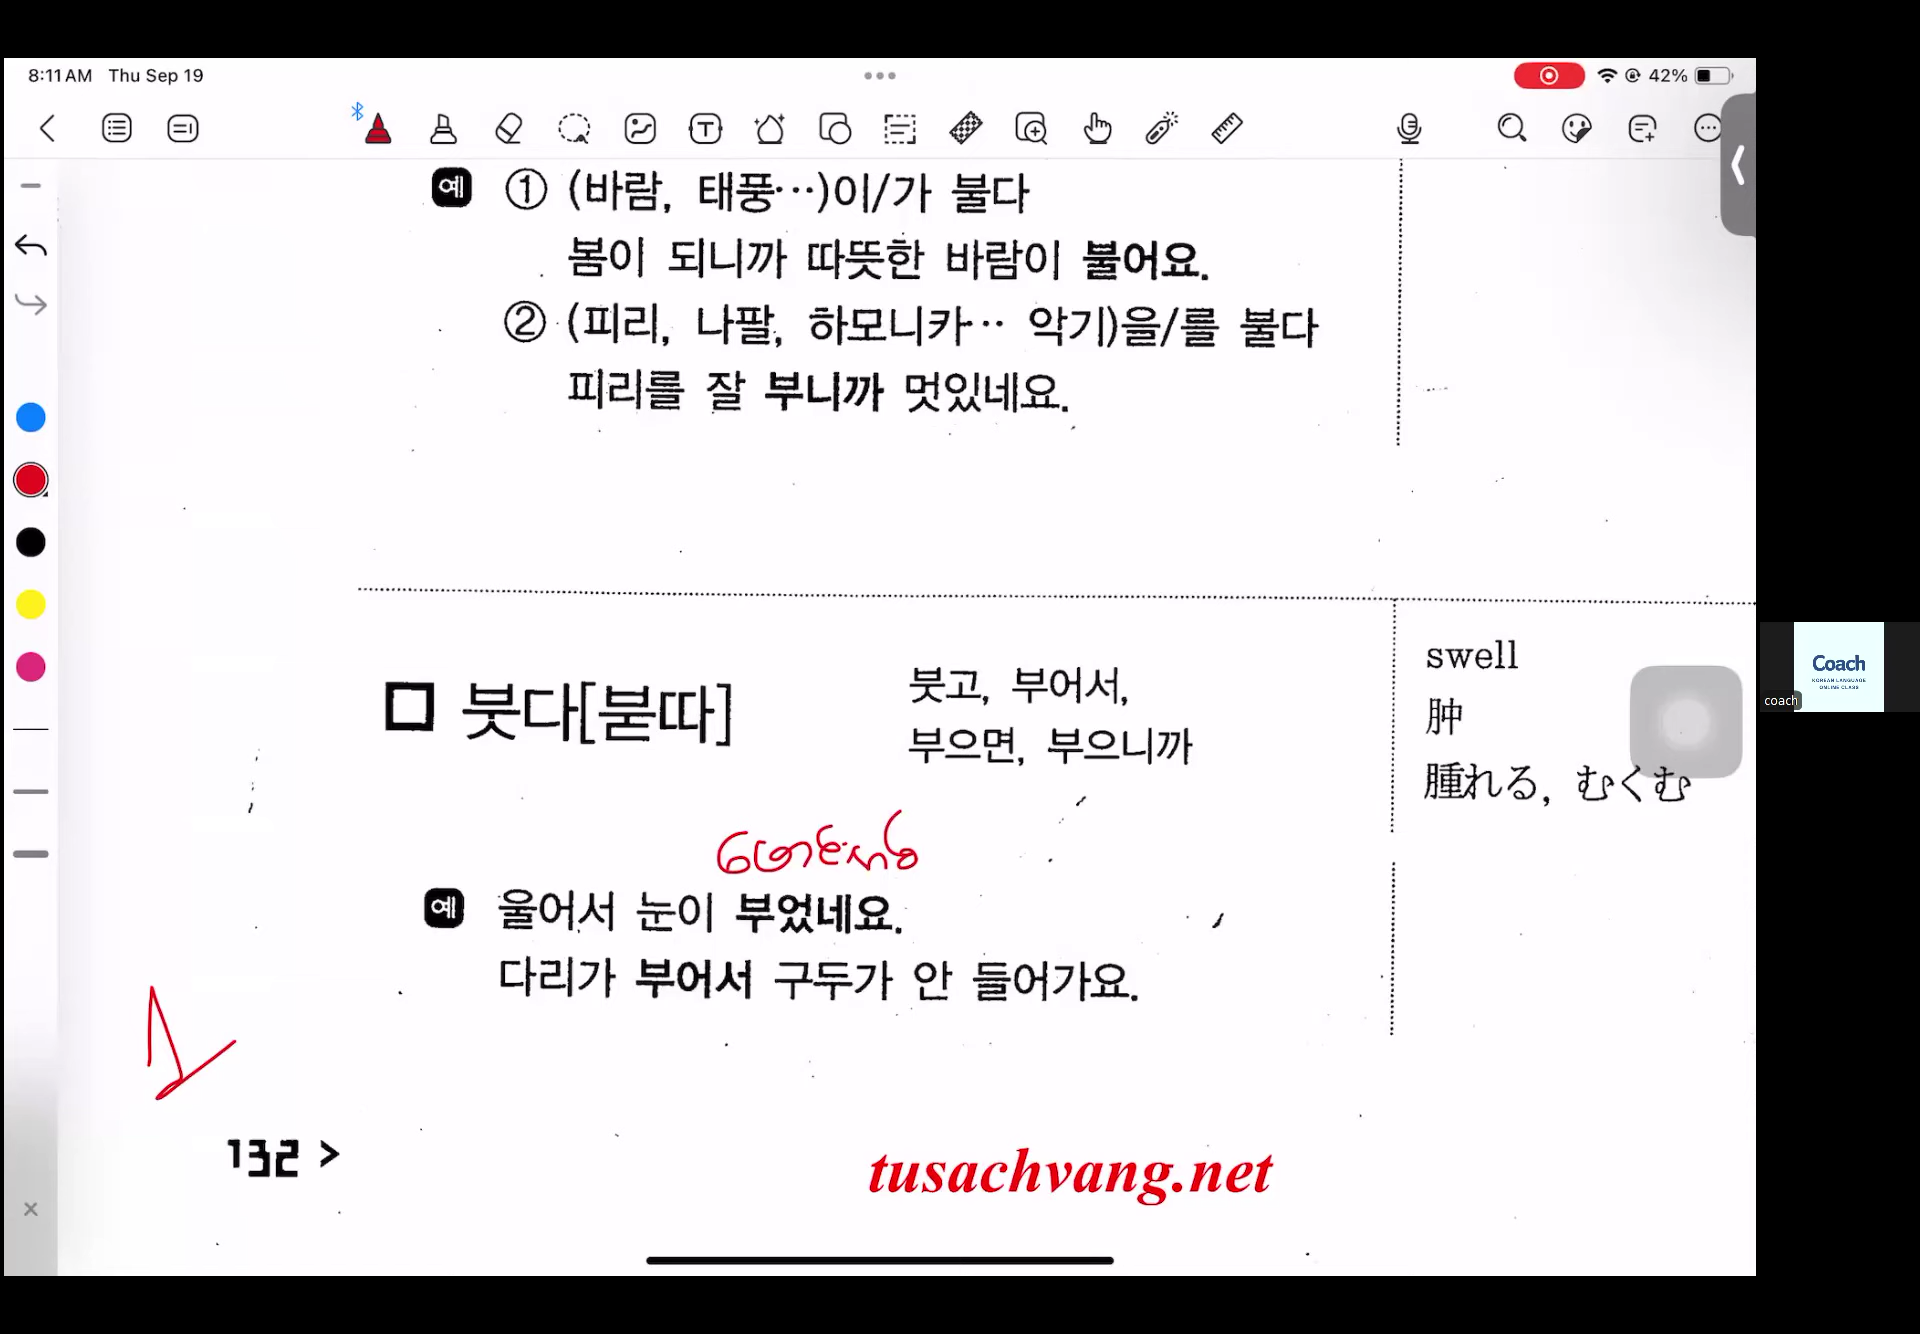 8:11 AM Thu Sep 19
42%
예 ① (바람, 태풍…)이/가 불다
봄이 되니까 따뜻한 바람이 불어요.
② (피리, 나팔, 하모니카… 악기)을/를 불다
피리를 잘 부니까 멋있네요.
붓다[붇따]
붓고, 부어서,
부으면, 부으니까
swell
肿
腫れる, むくむ
예 울어서 눈이 부었네요.
다리가 부어서 구두가 안 들어가요.
132 >
tusachvang.net
Coach
KOREAN LANGUAGE
ONLINE CLASS
coach